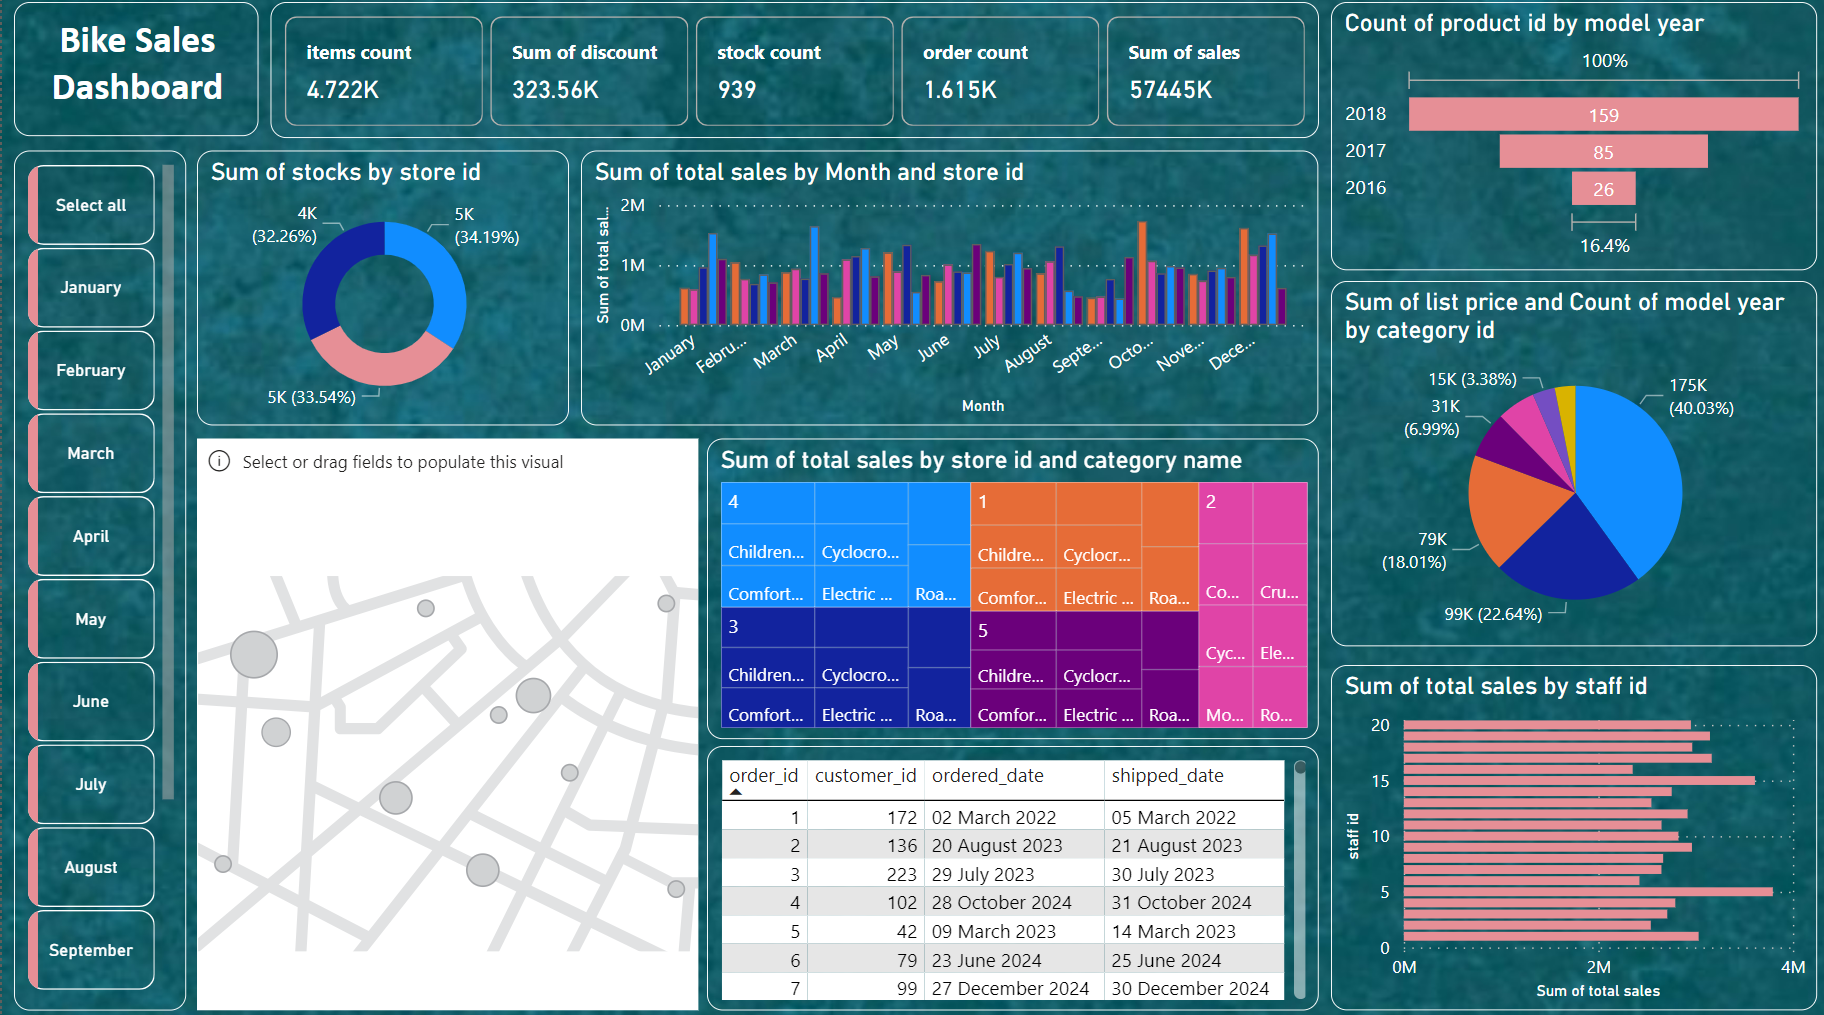 Bike Sales
Dashboard
items count
4.722K
Sum of discount
323.56K
stock count
939
order count
1.615K
Sum of sales
57445K
Count of product id by model year
100%
2018
159
2017
85
2016
26
16.4%
Select all
January
February
March
April
May
June
July
August
September
Sum of stocks by store id
4K
(32.26%)
5K
(34.19%)
5K (33.54%)
Sum of total sales by Month and store id
Sum of total sal...
2M
1M
0M
January
Febru...
March
April
May
June
July
August
Septe...
Octo...
Nove...
Dece...
Month
Sum of list price and Count of model year
by category id
15K (3.38%)
31K
(6.99%)
175K
(40.03%)
79K
(18.01%)
99K (22.64%)
Select or drag fields to populate this visual
Sum of total sales by store id and category name
4
Children...
Cyclocro...
Comfort...
Electric ...
Roa...
3
Children...
Cyclocro...
Comfort...
Electric ...
Roa...
1
Childre...
Cyclocr...
Comfor...
Electric ...
Roa...
5
Childre...
Cyclocr...
Comfor...
Electric ...
Roa...
2
Co...
Cru...
Cyc...
Ele...
Mo...
Ro...
order_id customer_id ordered_date shipped_date
1 172 02 March 2022 05 March 2022
2 136 20 August 2023 21 August 2023
3 223 29 July 2023 30 July 2023
4 102 28 October 2024 31 October 2024
5 42 09 March 2023 14 March 2023
6 79 23 June 2024 25 June 2024
7 99 27 December 2024 30 December 2024
Sum of total sales by staff id
staff id
20
15
10
5
0
0M
2M
4M
Sum of total sales